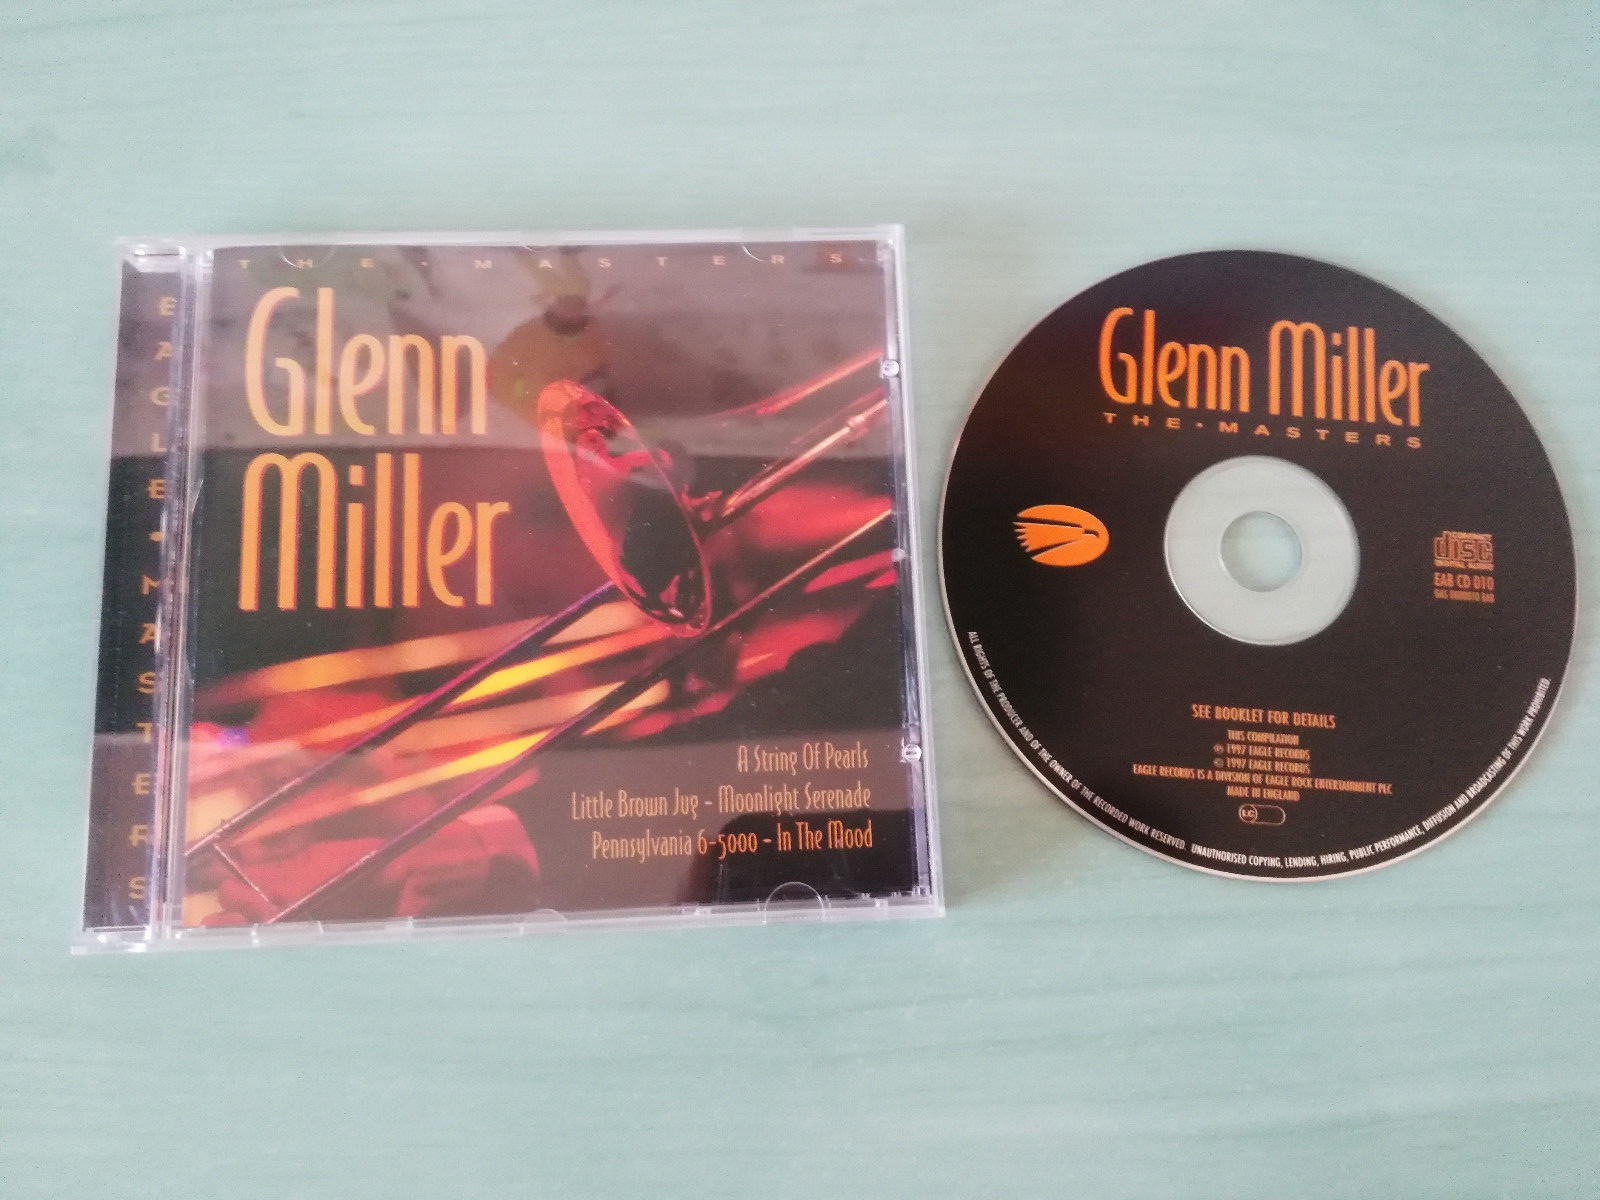 THE • MASTERS
Glenn
Miller
A String Of Pearls
Little Brown Jug - Moonlight Serenade
Pennsylvania 6-5000 - In The Mood
EAGLE • MASTERS
Glenn Miller
THE • MASTERS
COMPACT
disc
DIGITAL AUDIO
EAB CD 010
SEE BOOKLET FOR DETAILS
THIS COMPILATION
℗ 1997 EAGLE RECORDS
© 1997 EAGLE RECORDS
EAGLE RECORDS IS A DIVISION OF EAGLE ROCK ENTERTAINMENT PLC
MADE IN ENGLAND
LC
ALL RIGHTS OF THE PRODUCER AND OF THE OWNER OF THE RECORDED WORK RESERVED. UNAUTHORISED COPYING, LENDING, HIRING, PUBLIC PERFORMANCE, DIFFUSION AND BROADCASTING OF THIS WORK PROHIBITED